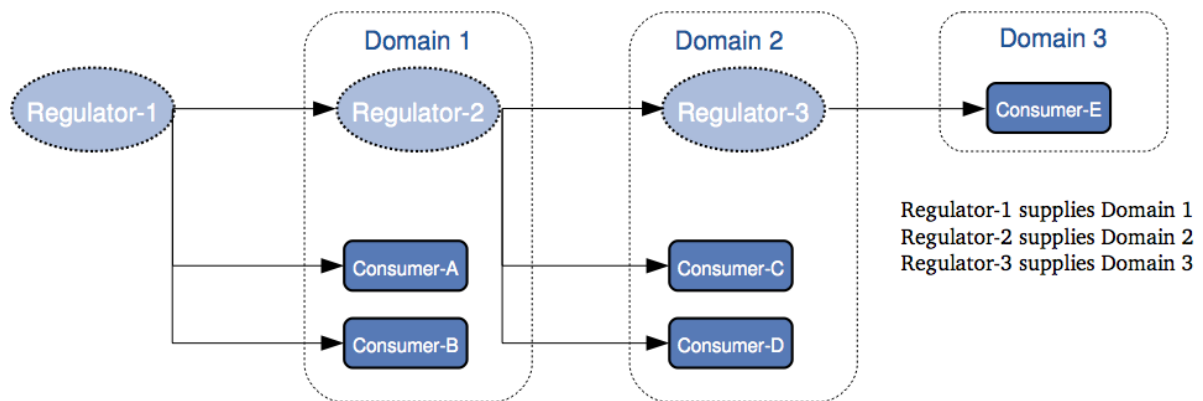 Domain 1
Domain 2
Domain 3
Regulator-1
Regulator-2
Regulator-3
Consumer-E
Regulator-1 supplies Domain 1
Regulator-2 supplies Domain 2
Regulator-3 supplies Domain 3
Consumer-A
Consumer-C
Consumer-B
Consumer-D